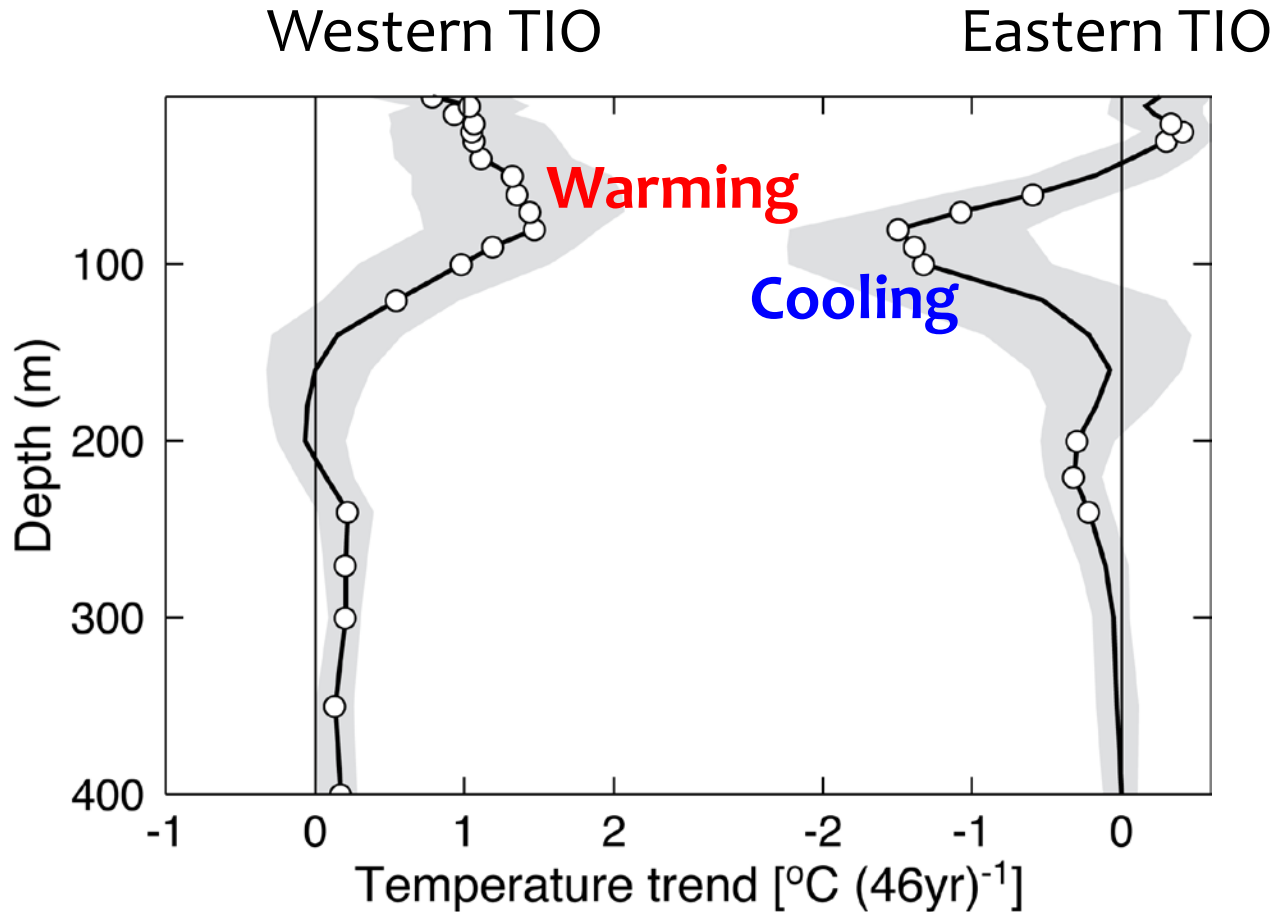 Western TIO Eastern TIO
Warming
Cooling
Depth (m)
100
200
300
400
-1 0 1 2 -2 -1 0
Temperature trend [ºC (46yr)⁻¹]